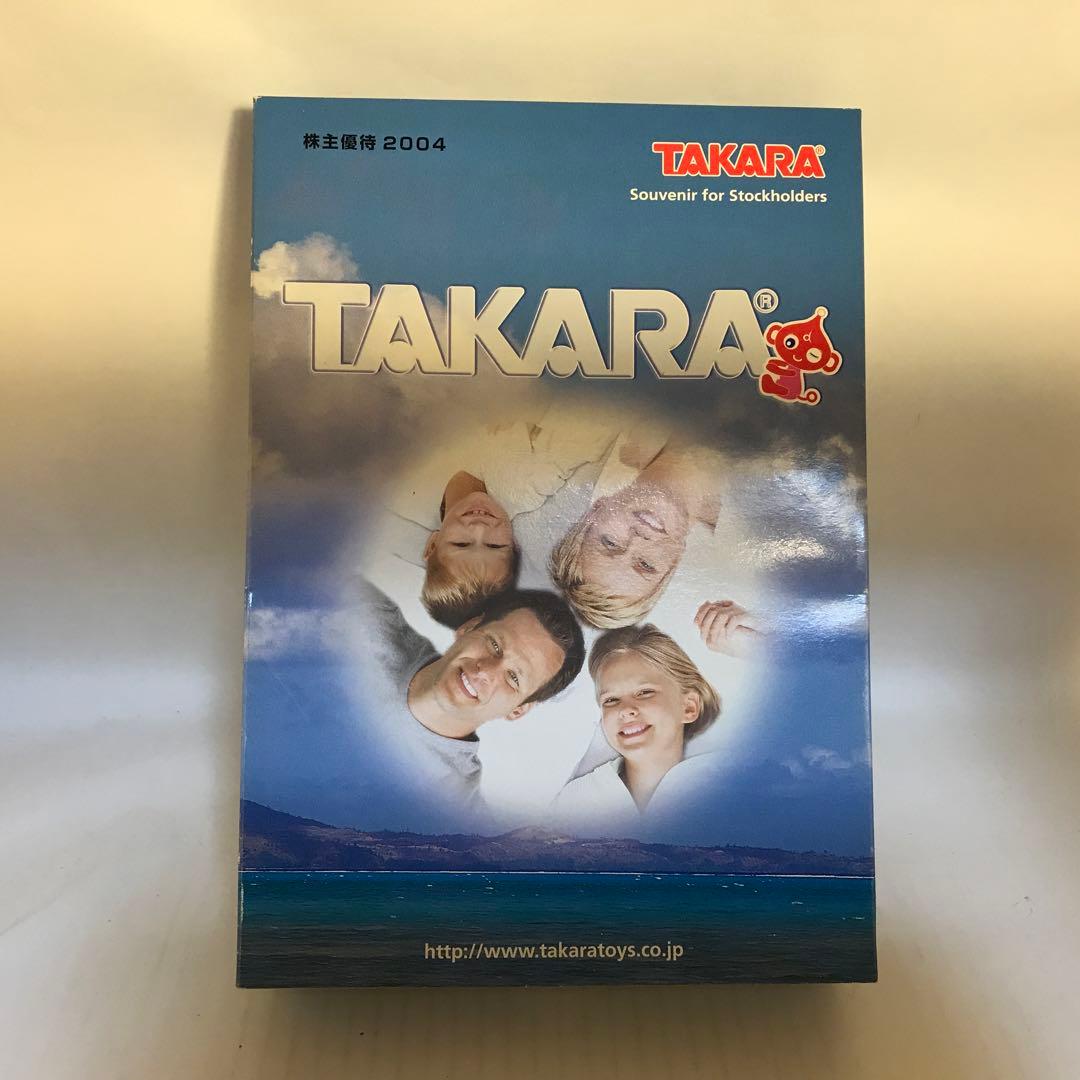 株主優待 2004
TAKARA®
Souvenir for Stockholders
TAKARA®
http://www.takaratoys.co.jp